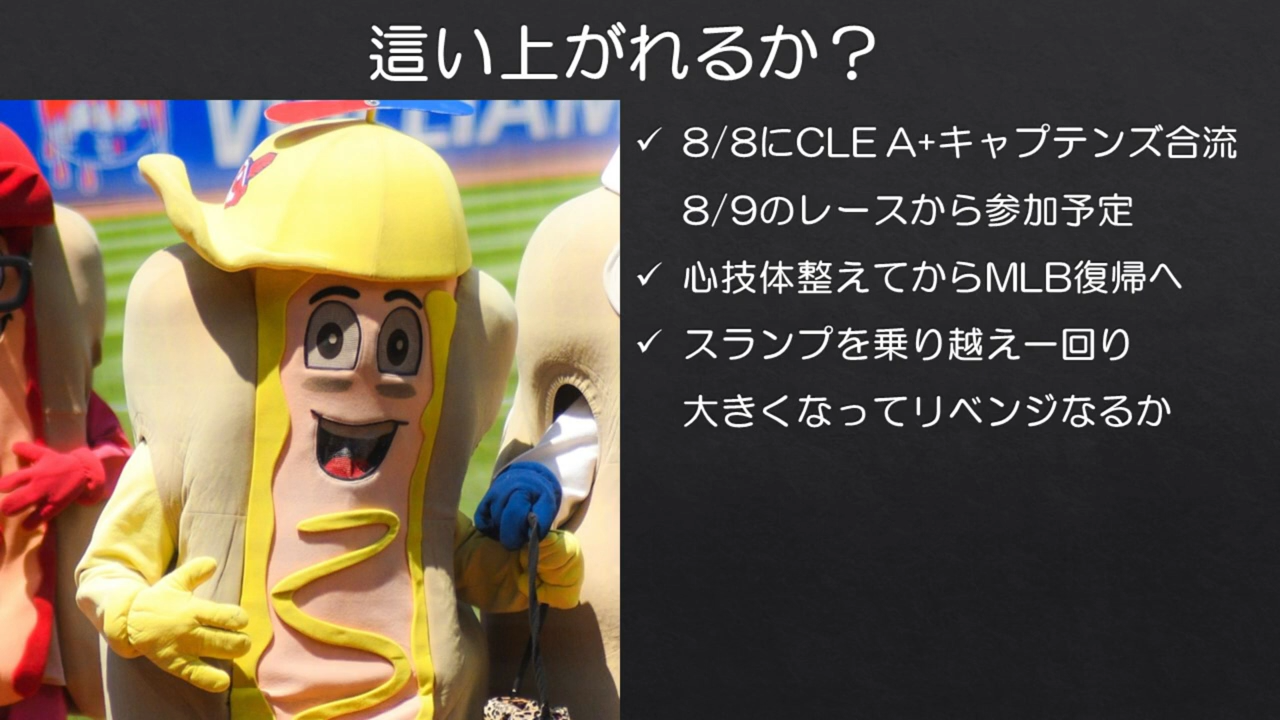 這い上がれるか？
✓ 8/8にCLE A+キャプテンズ合流
8/9のレースから参加予定
✓ 心技体整えてからMLB復帰へ
✓ スランプを乗り越え一回り
大きくなってリベンジなるか